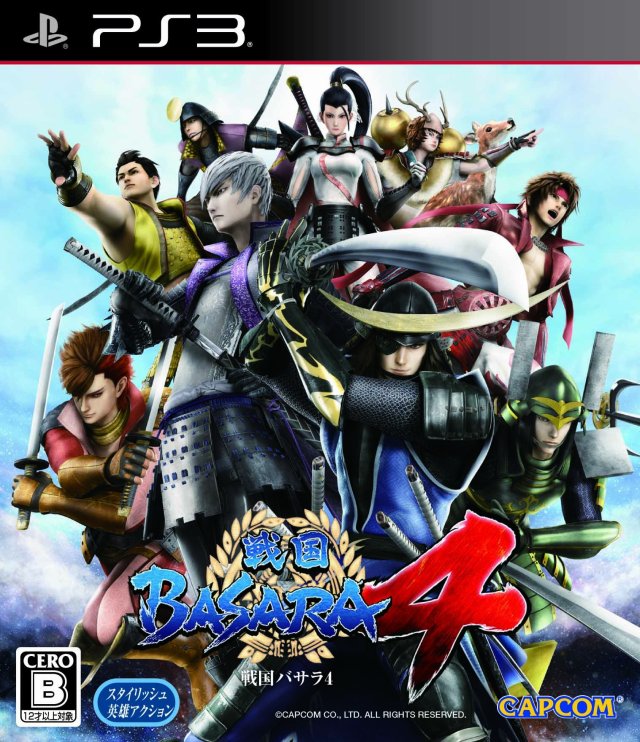 PS3
戦国
BASARA4
戦国バサラ4
CERO
B
12才以上対象
スタイリッシュ
英雄アクション
CAPCOM
©CAPCOM CO., LTD. ALL RIGHTS RESERVED.